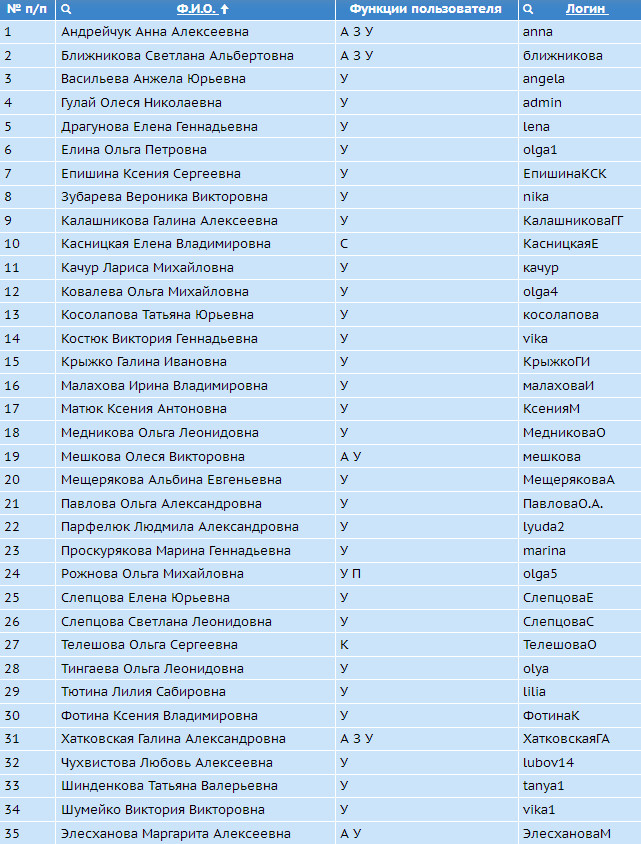 № п/п Ф.И.О. Функции пользователя Логин
1 Андрейчук Анна Алексеевна А З У anna
2 Ближникова Светлана Альбертовна А З У ближникова
3 Васильева Анжела Юрьевна У angela
4 Гулай Олеся Николаевна У admin
5 Драгунова Елена Геннадьевна У lena
6 Елина Ольга Петровна У olga1
7 Епишина Ксения Сергеевна У ЕпишинаКСК
8 Зубарева Вероника Викторовна У nika
9 Калашникова Галина Алексеевна У КалашниковаГГ
10 Касницкая Елена Владимировна С КасницкаяЕ
11 Качур Лариса Михайловна У качур
12 Ковалева Ольга Михайловна У olga4
13 Косолапова Татьяна Юрьевна У косолапова
14 Костюк Виктория Геннадьевна У vika
15 Крыжко Галина Ивановна У КрыжкоГИ
16 Малахова Ирина Владимировна У малаховаИ
17 Матюк Ксения Антоновна У КсенияМ
18 Медникова Ольга Леонидовна У МедниковаО
19 Мешкова Олеся Викторовна А У мешкова
20 Мещерякова Альбина Евгеньевна У МещеряковаА
21 Павлова Ольга Александровна У ПавловаО.А.
22 Парфелюк Людмила Александровна У lyuda2
23 Проскурякова Марина Геннадьевна У marina
24 Рожнова Ольга Михайловна У П olga5
25 Слепцова Елена Юрьевна У СлепцоваЕ
26 Слепцова Светлана Леонидовна У СлепцоваС
27 Телешова Ольга Сергеевна К ТелешоваО
28 Тингаева Ольга Леонидовна У olya
29 Тютина Лилия Сабировна У lilia
30 Фотина Ксения Владимировна У ФотинаК
31 Хатковская Галина Александровна А З У ХатковскаяГА
32 Чухвистова Любовь Алексеевна У lubov14
33 Шинденкова Татьяна Валерьевна У tanya1
34 Шумейко Виктория Викторовна У vika1
35 Элесханова Маргарита Алексеевна А У ЭлесхановаМ